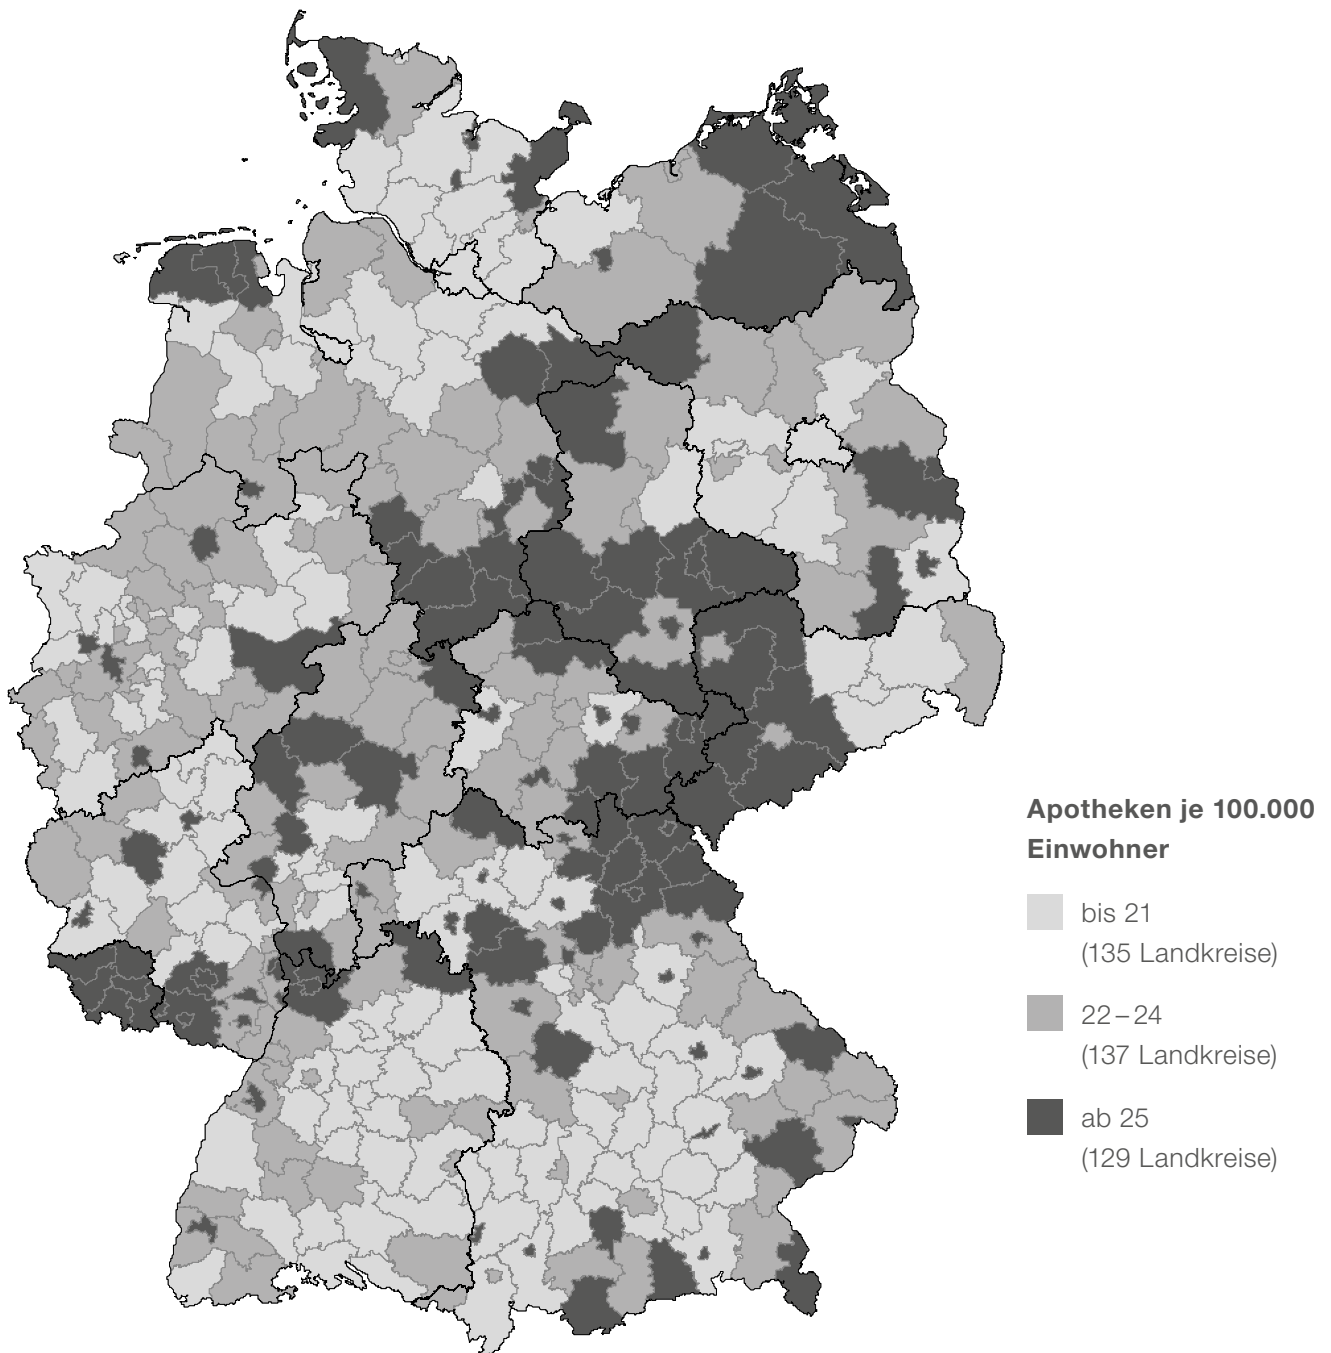 Apotheken je 100.000
Einwohner
bis 21
(135 Landkreise)
22 – 24
(137 Landkreise)
ab 25
(129 Landkreise)